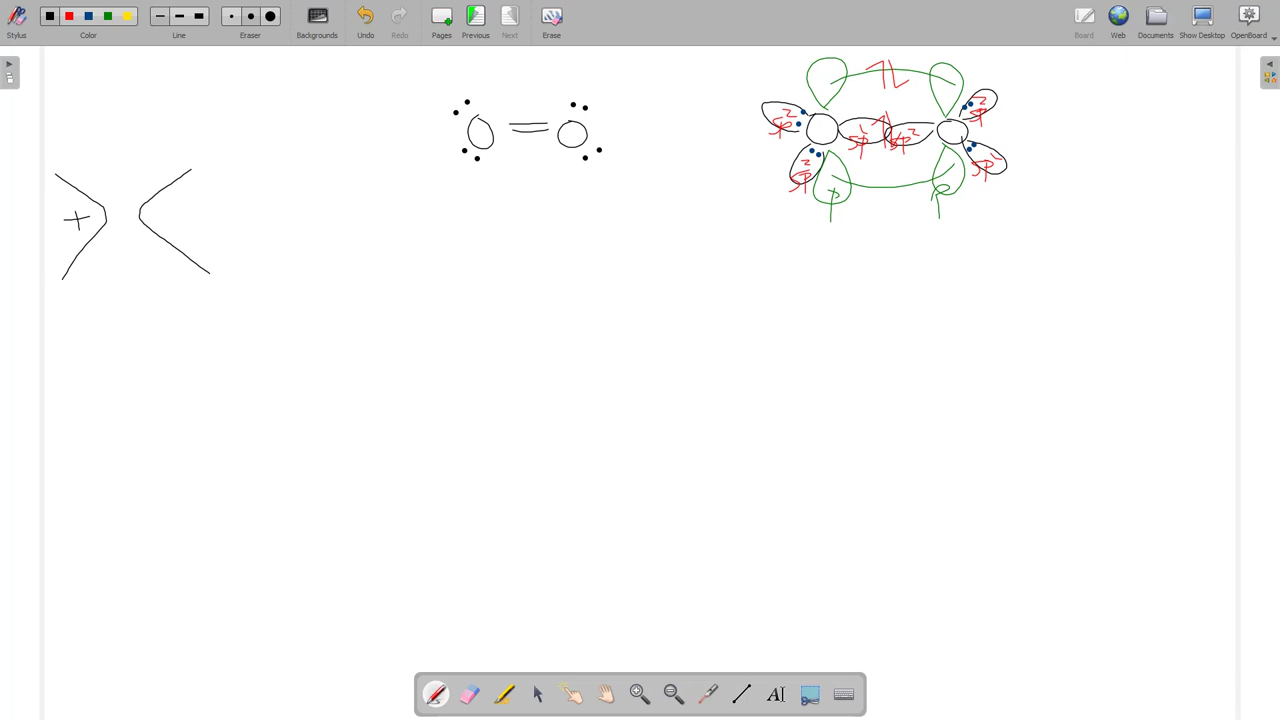 Stylus Color Line Eraser Backgrounds Undo Redo Pages Previous Next Erase Board Web Documents Show Desktop OpenBoard
O = O
sp² sp² sp² sp²
sp² sp²
p p
+